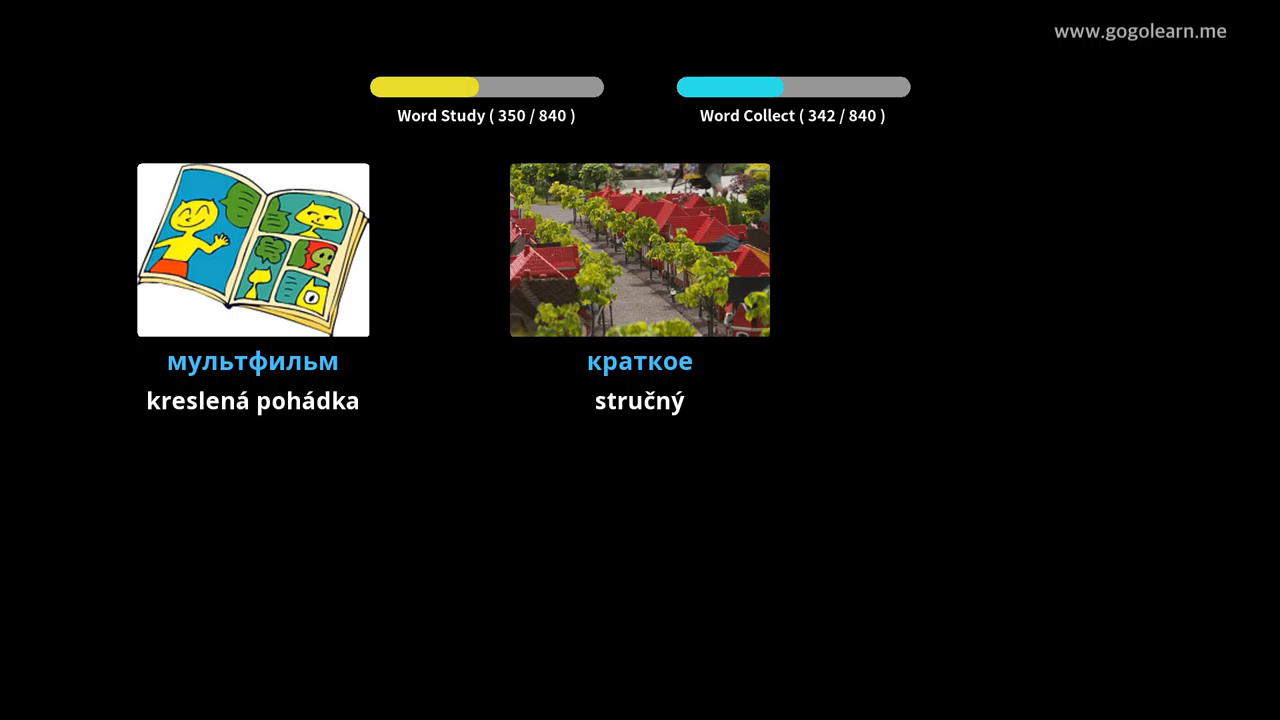 www.gogolearn.me
Word Study ( 350 / 840 )
Word Collect ( 342 / 840 )
мультфильм
краткое
kreslená pohádka
stručný